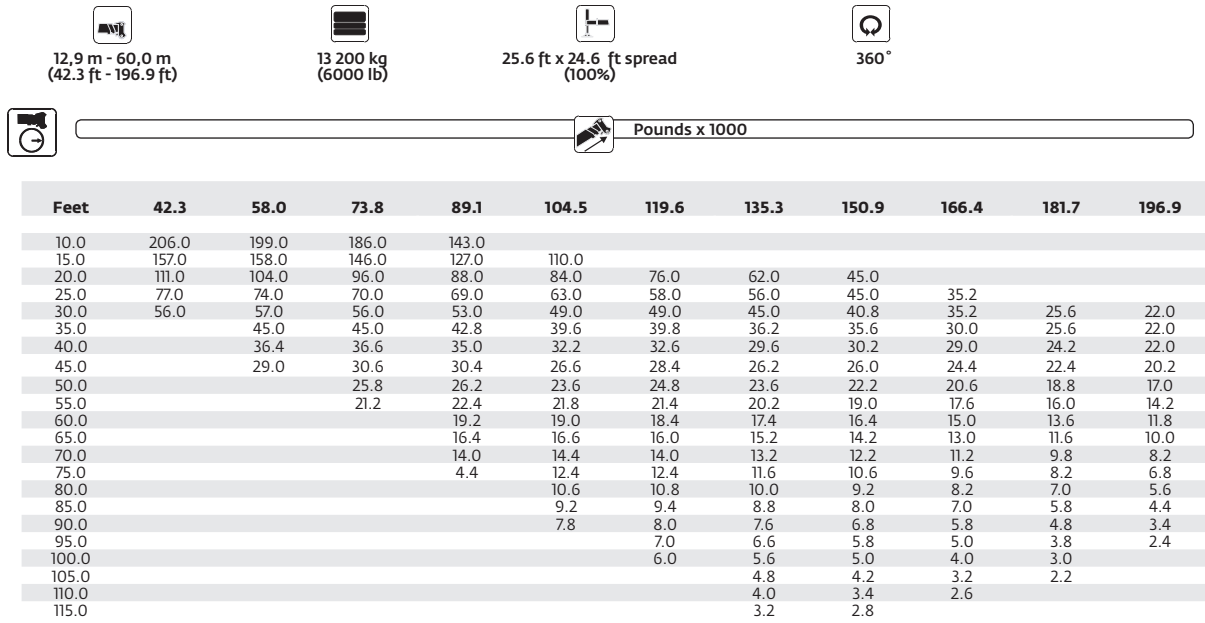 12,9 m - 60,0 m 13 200 kg 25.6 ft x 24.6 ft spread 360°
(42.3 ft - 196.9 ft) (6000 lb) (100%)
Pounds x 1000
Feet 42.3 58.0 73.8 89.1 104.5 119.6 135.3 150.9 166.4 181.7 196.9
10.0 206.0 199.0 186.0 143.0
15.0 157.0 158.0 146.0 127.0 110.0
20.0 111.0 104.0 96.0 88.0 84.0 76.0 62.0 45.0
25.0 77.0 74.0 70.0 69.0 63.0 58.0 56.0 45.0 35.2
30.0 56.0 57.0 56.0 53.0 49.0 49.0 45.0 40.8 35.2 25.6 22.0
35.0 45.0 45.0 42.8 39.6 39.8 36.2 35.6 30.0 25.6 22.0
40.0 36.4 36.6 35.0 32.2 32.6 29.6 30.2 29.0 24.2 22.0
45.0 29.0 30.6 30.4 26.6 28.4 26.2 26.0 24.4 22.4 20.2
50.0 25.8 26.2 23.6 24.8 23.6 22.2 20.6 18.8 17.0
55.0 21.2 22.4 21.8 21.4 20.2 19.0 17.6 16.0 14.2
60.0 19.2 19.0 18.4 17.4 16.4 15.0 13.6 11.8
65.0 16.4 16.6 16.0 15.2 14.2 13.0 11.6 10.0
70.0 14.0 14.4 14.0 13.2 12.2 11.2 9.8 8.2
75.0 4.4 12.4 12.4 11.6 10.6 9.6 8.2 6.8
80.0 10.6 10.8 10.0 9.2 8.2 7.0 5.6
85.0 9.2 9.4 8.8 8.0 7.0 5.8 4.4
90.0 7.8 8.0 7.6 6.8 5.8 4.8 3.4
95.0 7.0 6.6 5.8 5.0 3.8 2.4
100.0 6.0 5.6 5.0 4.0 3.0
105.0 4.8 4.2 3.2 2.2
110.0 4.0 3.4 2.6
115.0 3.2 2.8